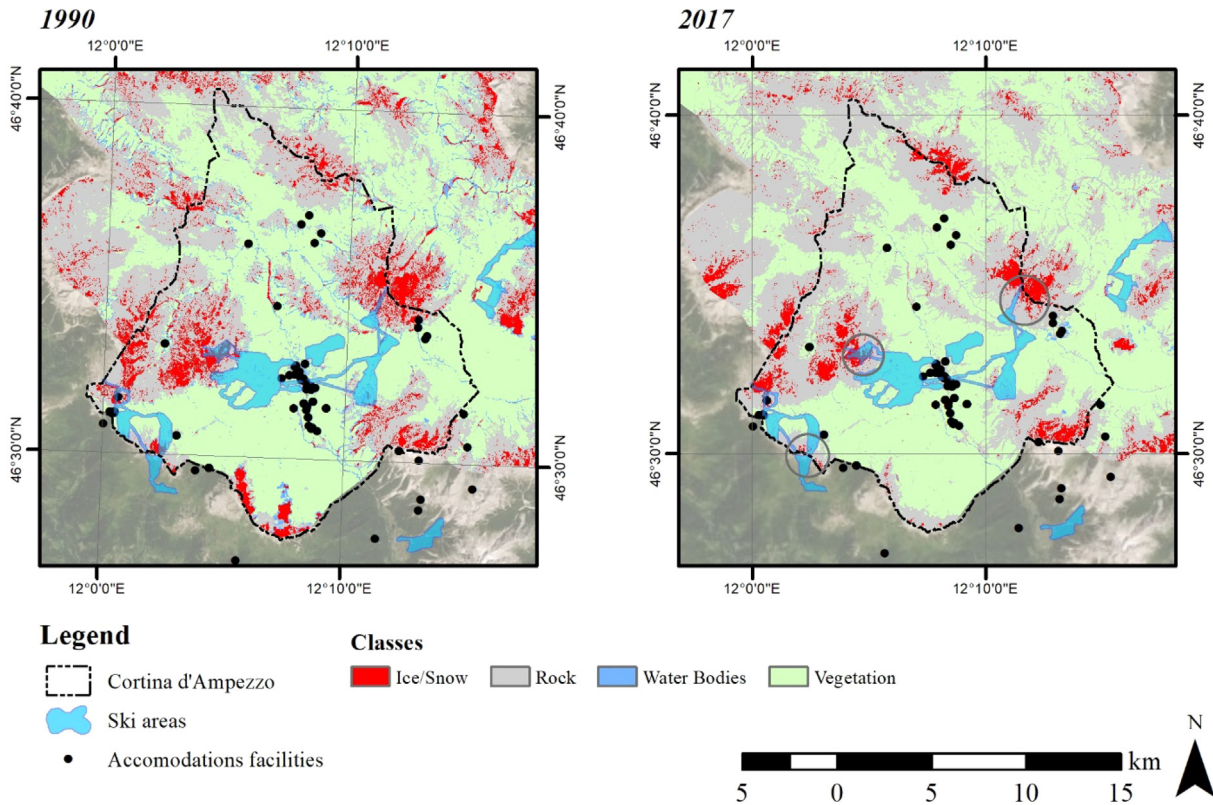 1990
2017
12°0'0"E
12°10'0"E
12°0'0"E
12°10'0"E
46°40'0"N
46°40'0"N
46°40'0"N
46°40'0"N
46°30'0"N
46°30'0"N
46°30'0"N
46°30'0"N
12°0'0"E
12°10'0"E
12°0'0"E
12°10'0"E
Legend
Cortina d'Ampezzo
Ski areas
Accomodations facilities
Classes
Ice/Snow
Rock
Water Bodies
Vegetation
N
km
5 0 5 10 15